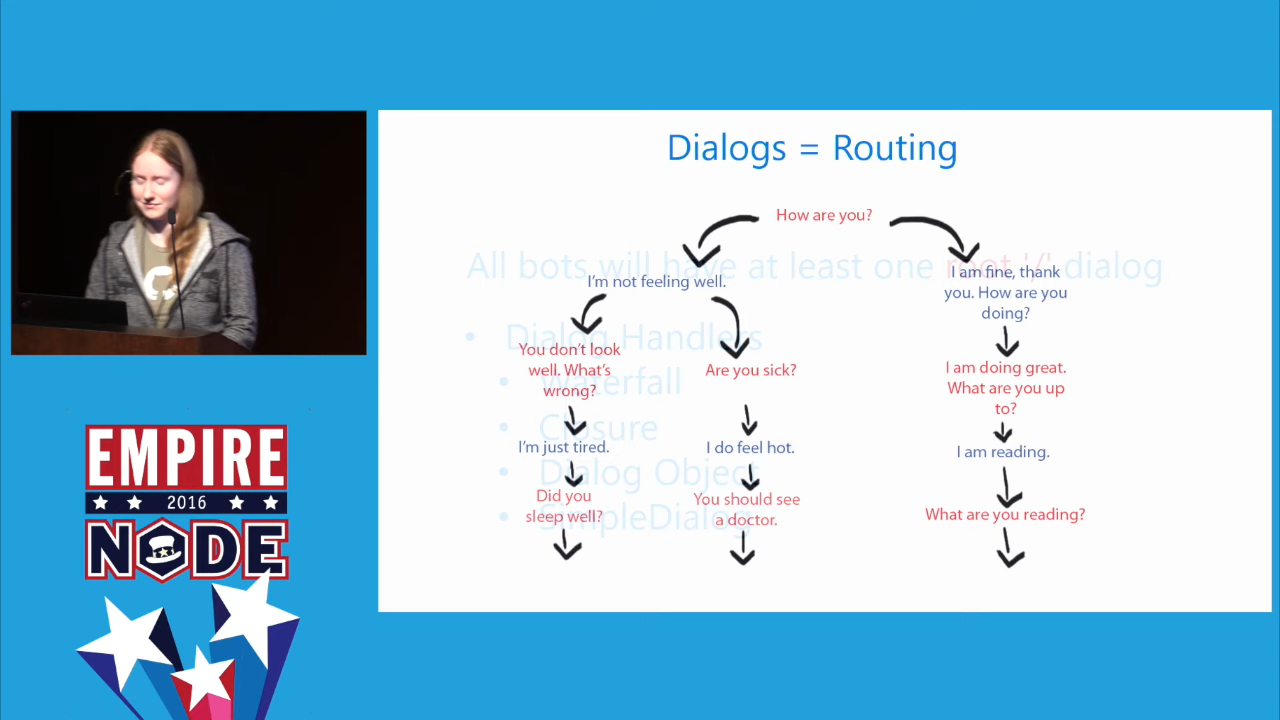 Dialogs = Routing
How are you?
All bots will have at least one root '/' dialog
I'm not feeling well.
I am fine, thank
you. How are you
doing?
Dialog Handlers
You don't look
well. What's
wrong?
Are you sick?
I am doing great.
What are you up
to?
Waterfall
Closure
I'm just tired.
I do feel hot.
I am reading.
Dialog Object
Did you
sleep well?
You should see
a doctor.
What are you reading?
SimpleDialog
EMPIRE
2016
NODE